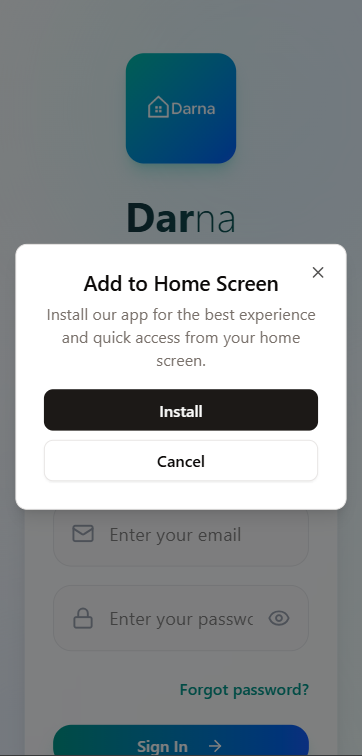 Darna
Darna
Add to Home Screen
Install our app for the best experience
and quick access from your home
screen.
Install
Cancel
Enter your email
Enter your passwo
Forgot password?
Sign In